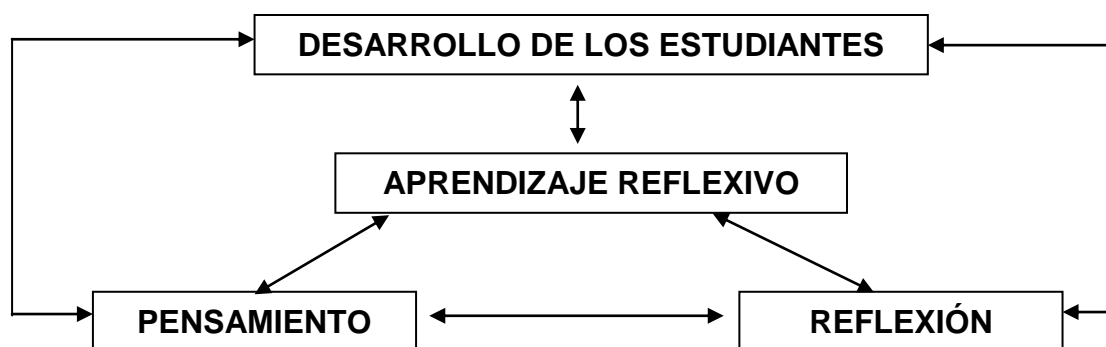 DESARROLLO DE LOS ESTUDIANTES
APRENDIZAJE REFLEXIVO
PENSAMIENTO
REFLEXIÓN